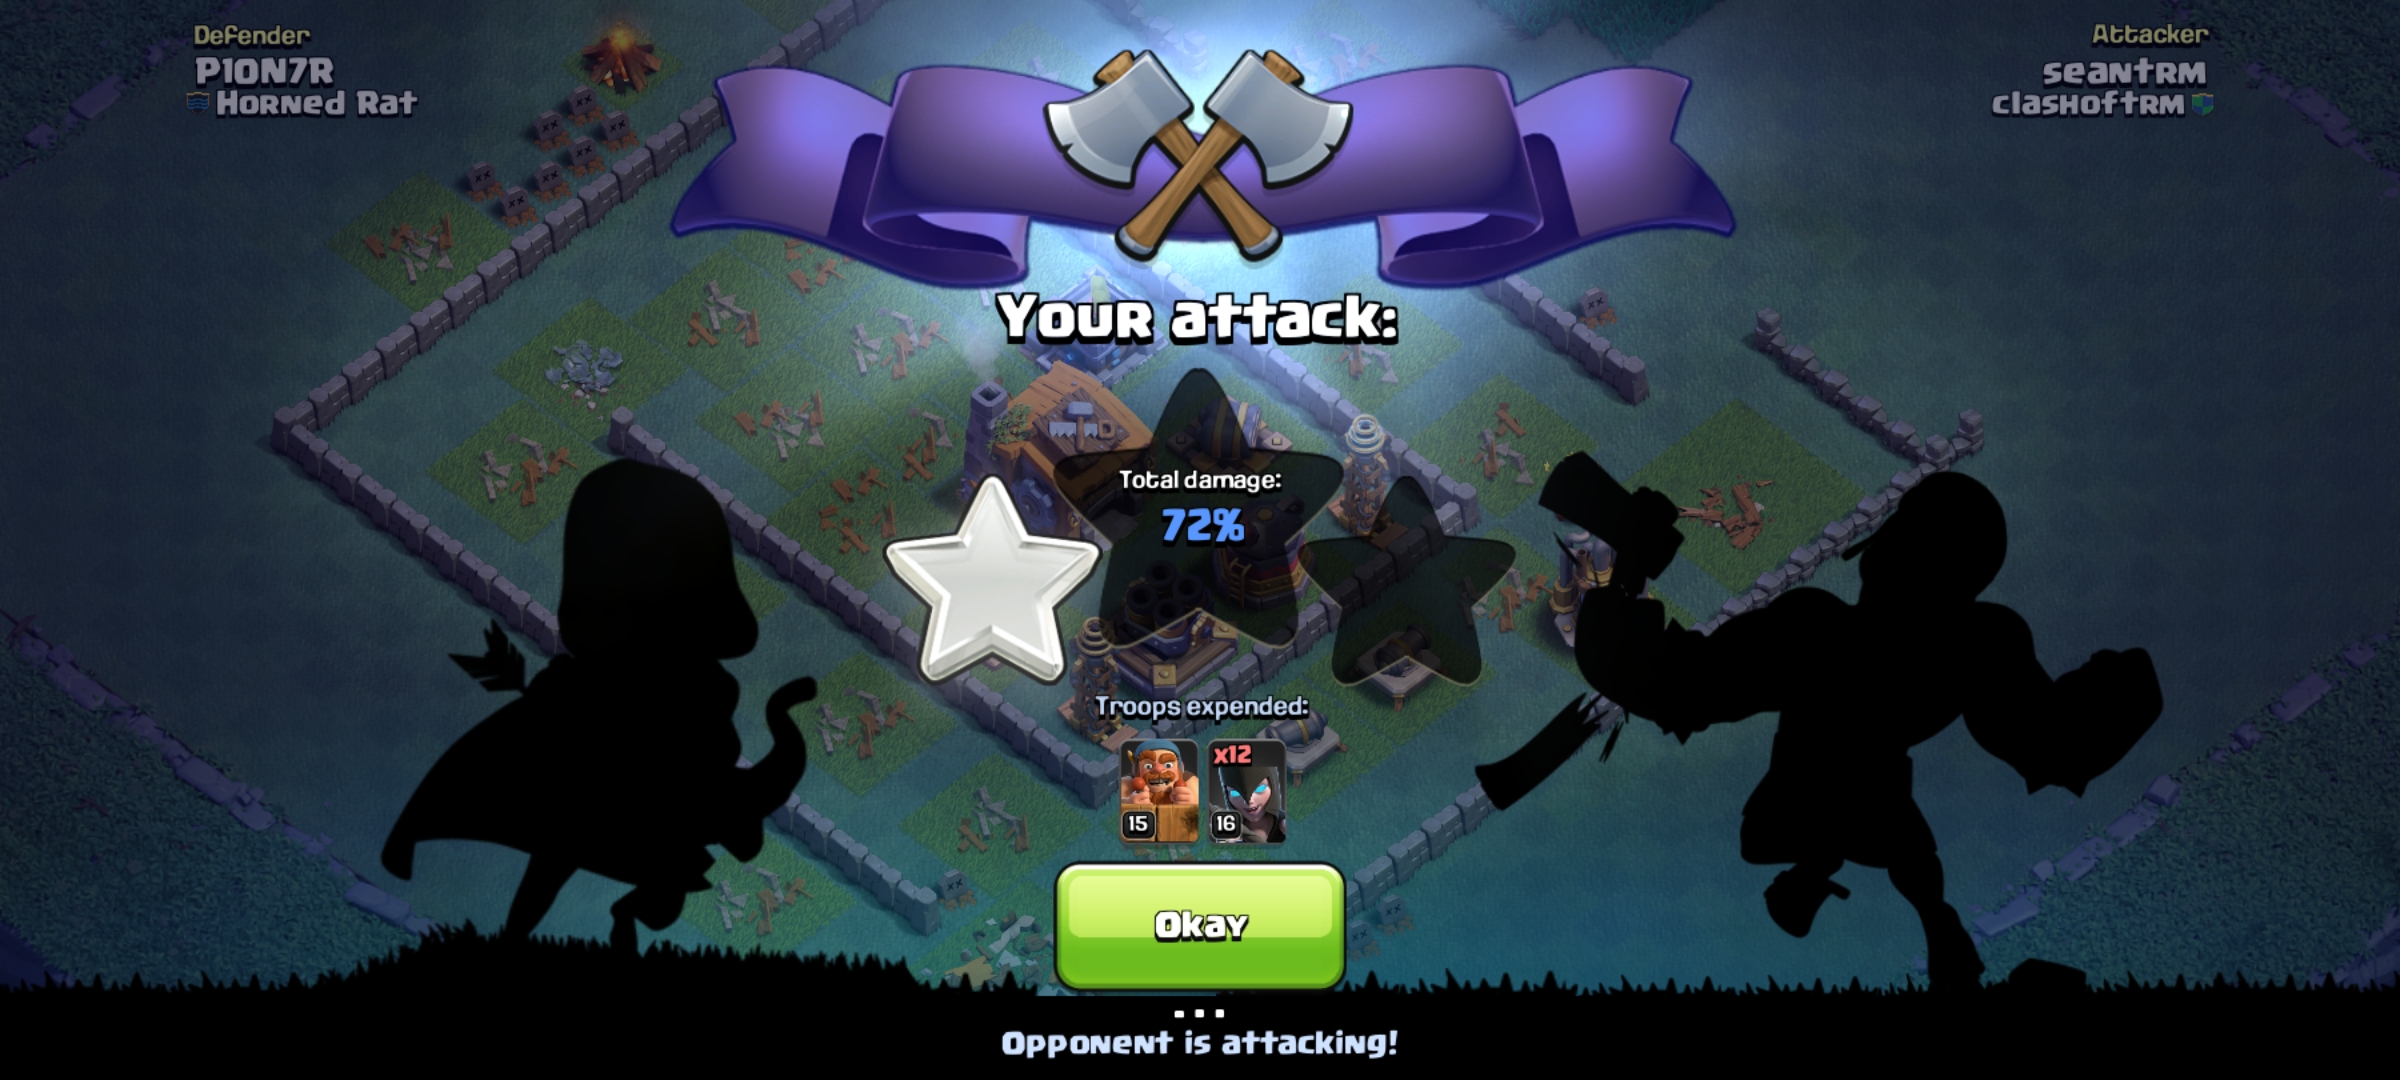 Defender
P1ON7R
Horned Rat
Attacker
seantrm
clashoftrm
Your attack:
Total damage:
72%
Troops expended:
x12
15
16
Okay
...
Opponent is attacking!